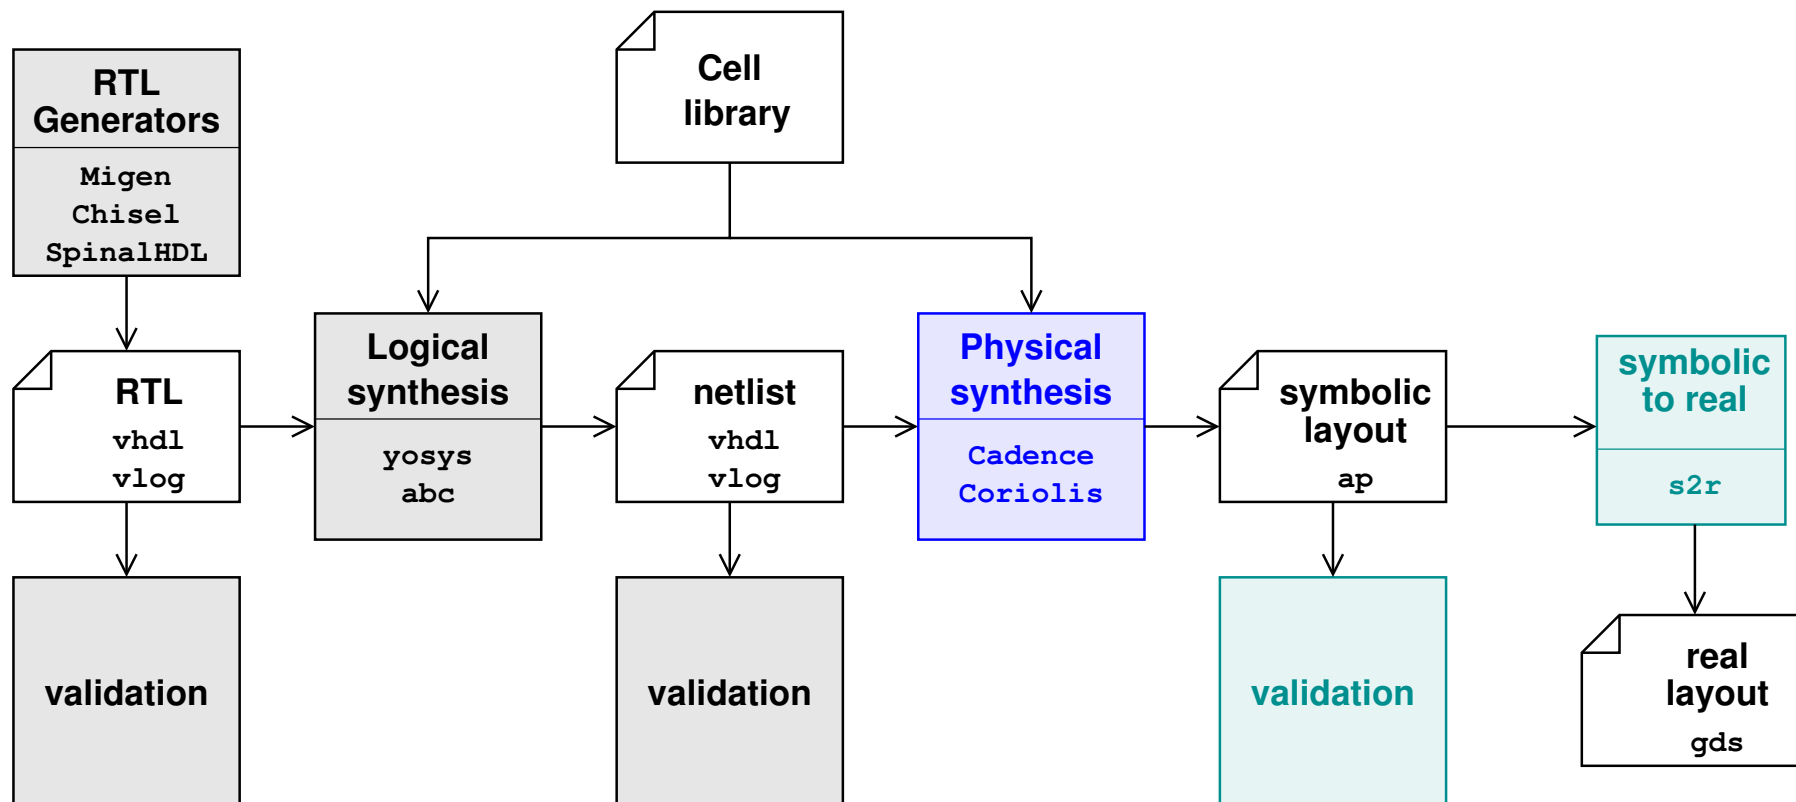 RTL
Generators
Migen
Chisel
SpinalHDL
Cell
library
RTL
vhdl
vlog
Logical
synthesis
yosys
abc
netlist
vhdl
vlog
Physical
synthesis
Cadence
Coriolis
symbolic
layout
ap
symbolic
to real
s2r
validation
validation
validation
real
layout
gds